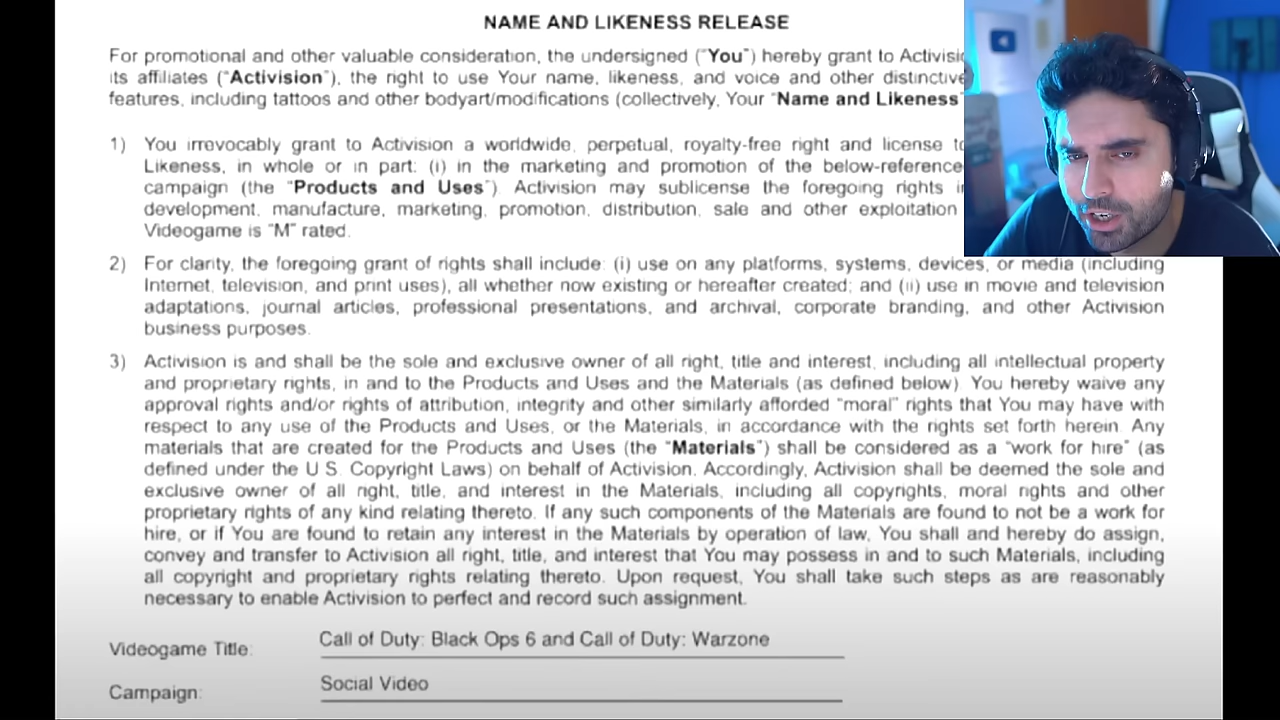 NAME AND LIKENESS RELEASE
For promotional and other valuable consideration, the undersigned ("You") hereby grant to
its affiliates ("Activision"), the right to use Your name, likeness, and voice and other distinctive
features, including tattoos and other bodyart/modifications (collectively, Your "Name and Likeness"
1) You irrevocably grant to Activision a worldwide, perpetual, royalty-free right and license
Likeness, in whole or in part: (i) in the marketing and promotion of the
campaign (the "Products and Uses"). Activision may sublicense the foregoing rights
development, manufacture, marketing, promotion, distribution, sale and other exploitation
Videogame is "M" rated.
2) For clarity, the foregoing grant of rights shall include: (i) use on any platforms, systems, devices, or media (including
Internet, television, and print uses), all whether now existing or hereafter created; and (ii) use in movie and television
adaptations, journal articles, professional presentations, and archival, corporate branding, and other Activision
business purposes.
3) Activision is and shall be the sole and exclusive owner of all right, title and interest, including all intellectual property
and proprietary rights, in and to the Products and Uses and the Materials (as defined below). You hereby waive any
approval rights and/or rights of attribution, integrity and other similarly afforded "moral" rights that You may have with
respect to any use of the Products and Uses, or the Materials, in accordance with the rights set forth herein. Any
materials that are created for the Products and Uses (the "Materials") shall be considered as a "work for hire" (as
defined under the U.S. Copyright Laws) on behalf of Activision. Accordingly, Activision shall be deemed the sole and
exclusive owner of all right, title, and interest in the Materials, including all copyrights, moral rights and other
proprietary rights of any kind relating thereto. If any such components of the Materials are found to not be a work for
hire, or if You are found to retain any interest in the Materials by operation of law, You shall and hereby do assign,
convey and transfer to Activision all right, title, and interest that You may possess in and to such Materials, including
all copyright and proprietary rights relating thereto. Upon request, You shall take such steps as are reasonably
necessary to enable Activision to perfect and record such assignment.
Videogame Title: Call of Duty: Black Ops 6 and Call of Duty: Warzone
Campaign: Social Video